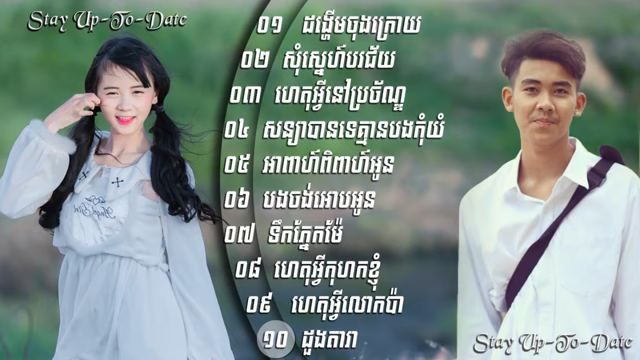 Stay Up-To-Date
០១ ដង្ហើមចុងក្រោយ
០២ សុំស្នេហ៍បរជ័យ
០៣ ហេតុអ្វីនៅប្រច័ណ្ឌ
០៤ សន្យាបានទេគ្មានបងកុំយំ
០៥ អាពាហ៍ពិពាហ៍អូន
០៦ បងចង់អោបអូន
០៧ ទឹកភ្នែកម៉ែ
០៨ ហេតុអ្វីកុហកខ្ញុំ
០៩ ហេតុអ្វីលោកប៉ា
១០ ដួងតារា
Stay Up-To-Date